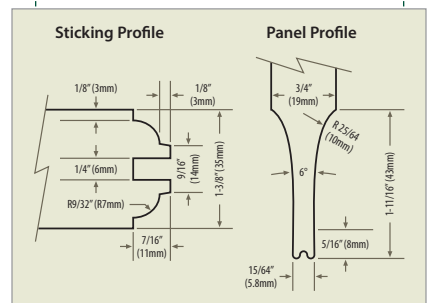 Sticking Profile
Panel Profile
1/8" (3mm)
1/8"
(3mm)
1/4" (6mm)
9/16"
(14mm)
1-3/8" (35mm)
R9/32" (R7mm)
7/16"
(11mm)
3/4"
(19mm)
R 25/64
(10mm)
6°
1-11/16" (43mm)
5/16" (8mm)
15/64"
(5.8mm)